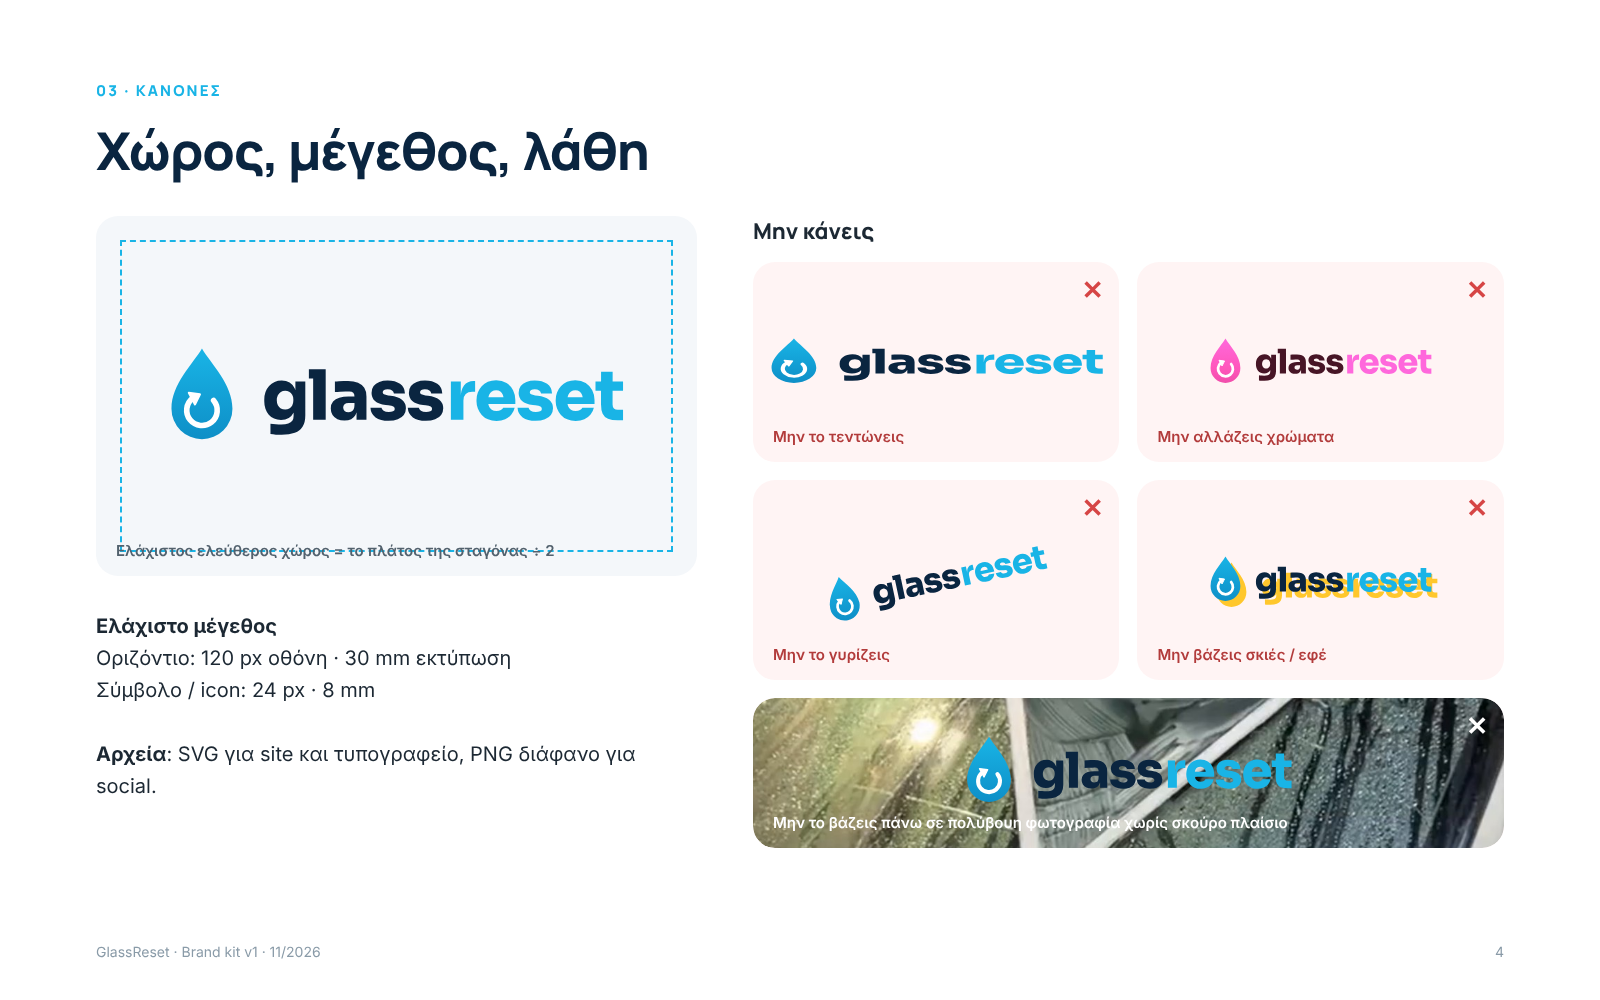 03 · ΚΑΝΟΝΕΣ
Χώρος, μέγεθος, λάθη
glassreset
Ελάχιστος ελεύθερος χώρος = το πλάτος της σταγόνας ÷ 2
Ελάχιστο μέγεθος
Οριζόντιο: 120 px οθόνη · 30 mm εκτύπωση
Σύμβολο / icon: 24 px · 8 mm
Αρχεία: SVG για site και τυπογραφείο, PNG διάφανο για
social.
Μην κάνεις
glassreset
Μην το τεντώνεις
glassreset
Μην αλλάζεις χρώματα
glassreset
Μην το γυρίζεις
glassreset
Μην βάζεις σκιές / εφέ
glassreset
Μην το βάζεις πάνω σε πολύβουη φωτογραφία χωρίς σκούρο πλαίσιο
GlassReset · Brand kit v1 · 11/2026
4